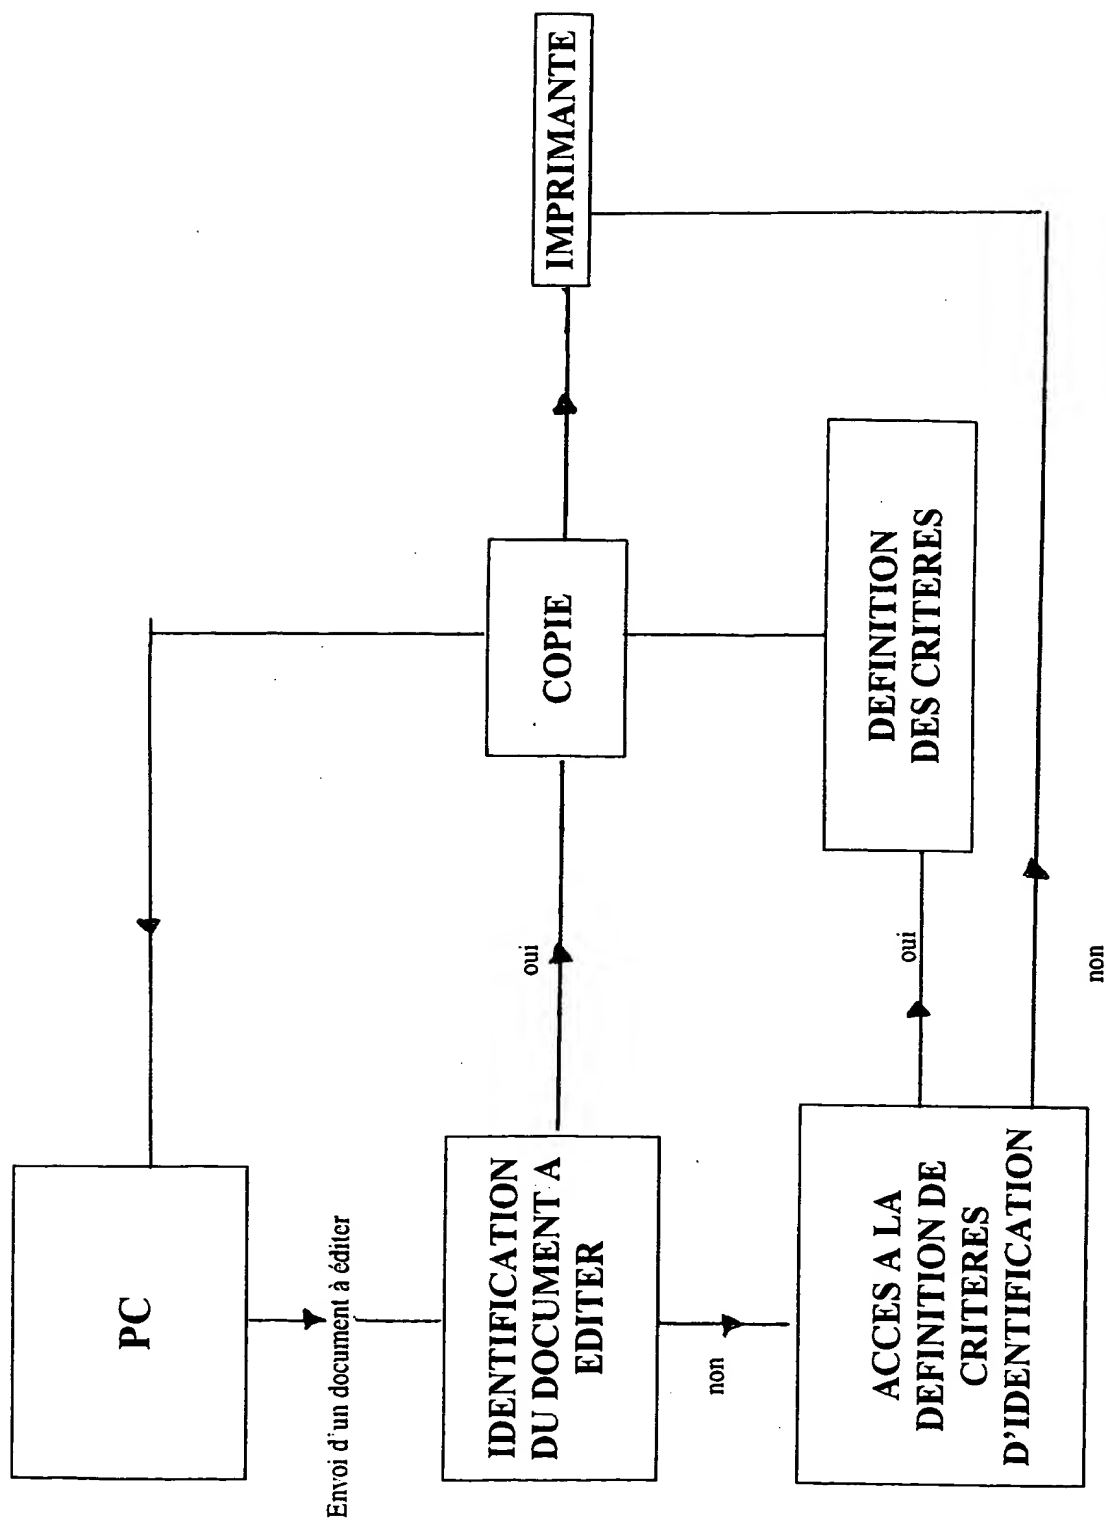 PC
Envoi d'un document à éditer
IDENTIFICATION
DU DOCUMENT A
EDITER
oui
non
COPIE
IMPRIMANTE
ACCES A LA
DEFINITION DE
CRITERES
D'IDENTIFICATION
oui
non
DEFINITION
DES CRITERES